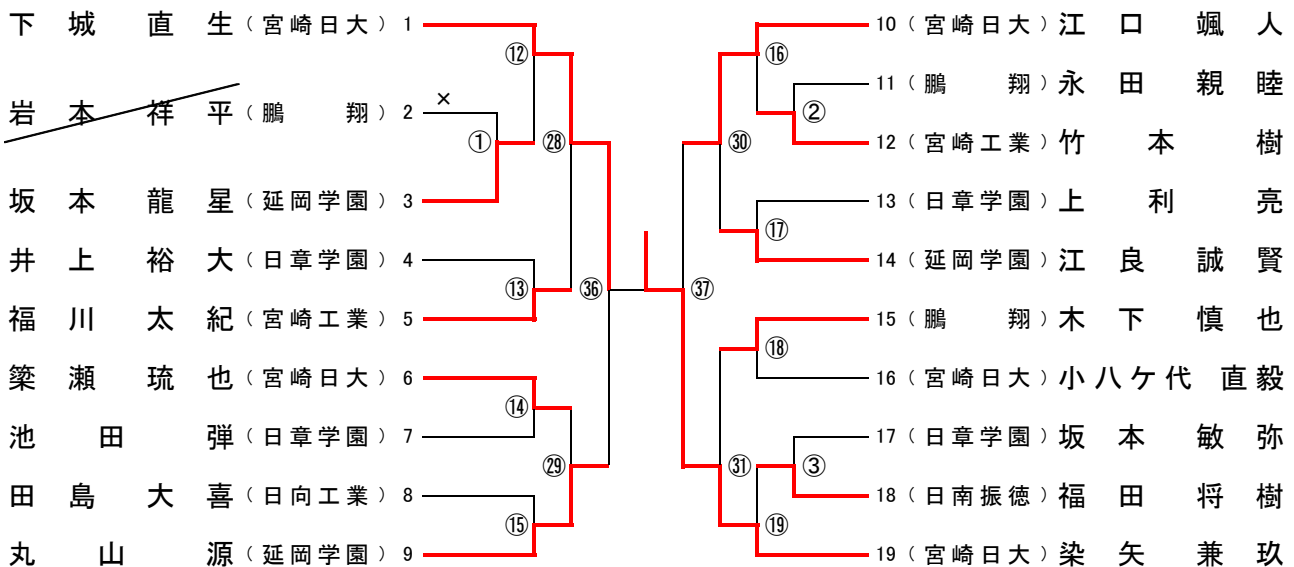 下城直生（宮崎日大）1
⑫
岩本祥平（鵬翔）2 ×
① ㉘
坂本龍星（延岡学園）3
井上裕大（日章学園）4
⑬ ㊱
福川太紀（宮崎工業）5
簗瀬琉也（宮崎日大）6
⑭
池田弾（日章学園）7
㉙
田島大喜（日向工業）8
⑮
丸山源（延岡学園）9
10（宮崎日大）江口颯人
⑯
11（鵬翔）永田親睦
②
㉚
12（宮崎工業）竹本樹
13（日章学園）上利亮
⑰
14（延岡学園）江良誠賢
㊲
15（鵬翔）木下慎也
⑱
16（宮崎日大）小八ケ代直毅
17（日章学園）坂本敏弥
㉛ ③
18（日南振徳）福田将樹
⑲
19（宮崎日大）染矢兼玖